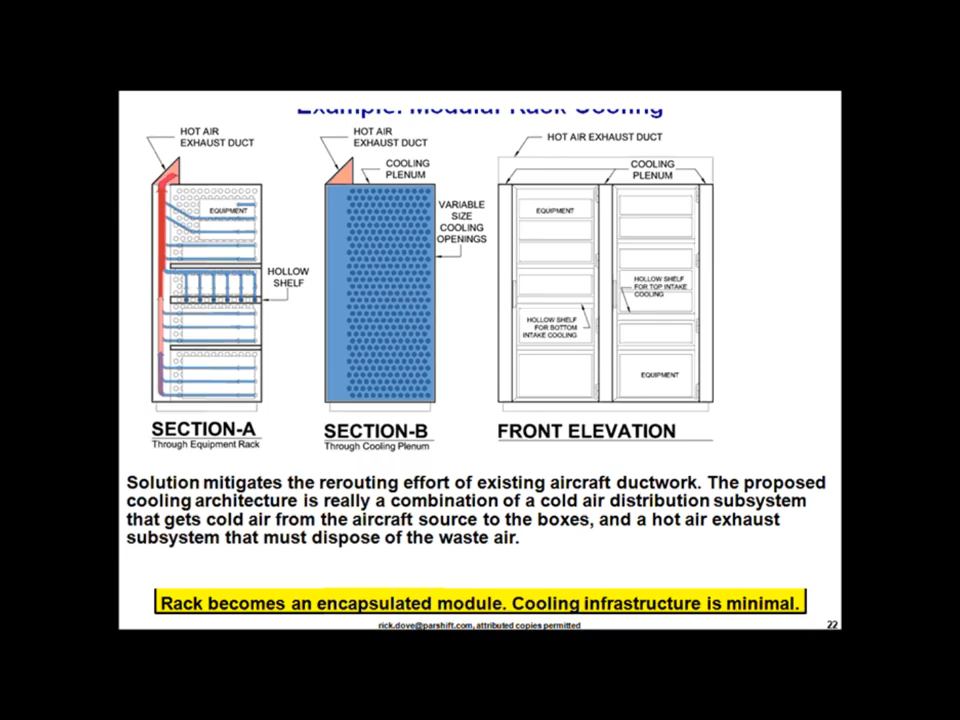 Example: Modular Rack Cooling
HOT AIR
EXHAUST DUCT
EQUIPMENT
HOLLOW
SHELF
SECTION-A
Through Equipment Rack
HOT AIR
EXHAUST DUCT
COOLING
PLENUM
VARIABLE
SIZE
COOLING
OPENINGS
SECTION-B
Through Cooling Plenum
HOT AIR EXHAUST DUCT
COOLING
PLENUM
EQUIPMENT
HOLLOW SHELF
FOR TOP INTAKE
COOLING
HOLLOW SHELF
FOR BOTTOM
INTAKE COOLING
EQUIPMENT
FRONT ELEVATION
Solution mitigates the rerouting effort of existing aircraft ductwork. The proposed
cooling architecture is really a combination of a cold air distribution subsystem
that gets cold air from the aircraft source to the boxes, and a hot air exhaust
subsystem that must dispose of the waste air.
Rack becomes an encapsulated module. Cooling infrastructure is minimal.
rick.dove@parshift.com, attributed copies permitted
22